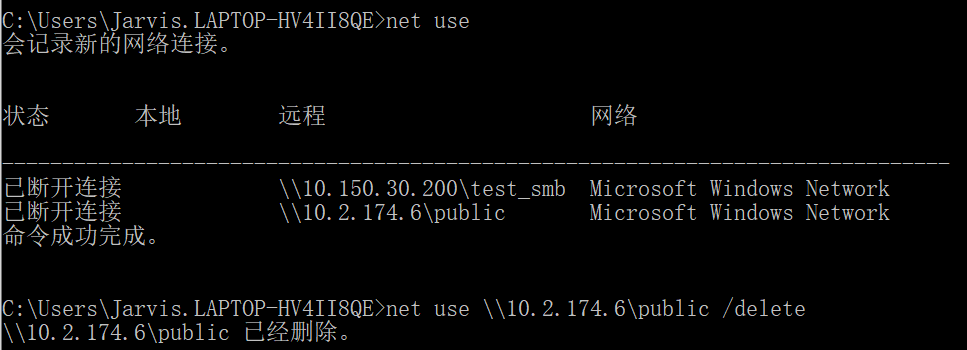 C:\Users\Jarvis.LAPTOP-HV4II8QE>net use
会记录新的网络连接。
状态 本地 远程 网络
-------------------------------------------------------------------------------
已断开连接 \\10.150.30.200\test_smb Microsoft Windows Network
已断开连接 \\10.2.174.6\public Microsoft Windows Network
命令成功完成。
C:\Users\Jarvis.LAPTOP-HV4II8QE>net use \\10.2.174.6\public /delete
\\10.2.174.6\public 已经删除。